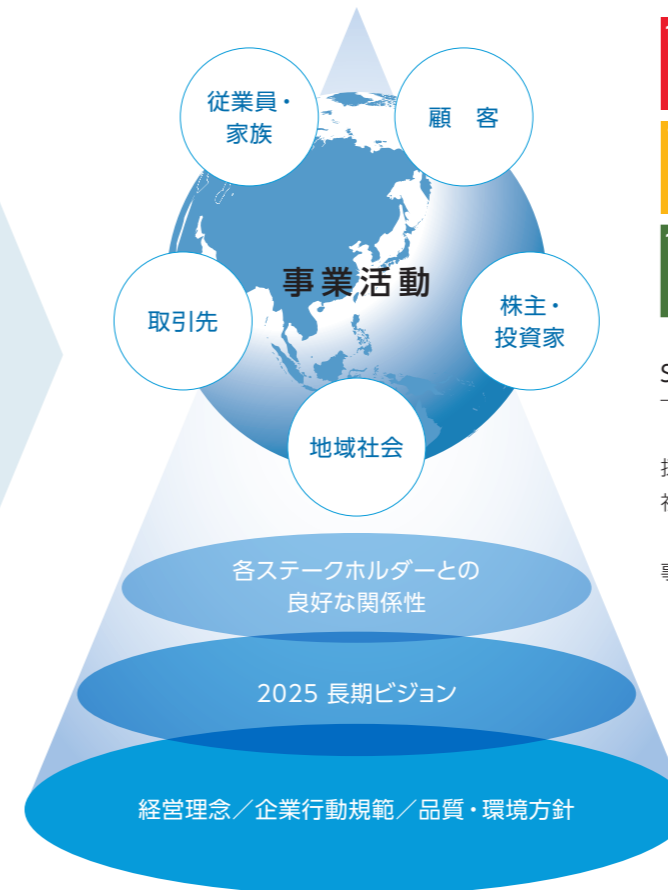 従業員・
家族
顧　客
事業活動
取引先
株主・
投資家
地域社会
各ステークホルダーとの
良好な関係性
2025 長期ビジョン
経営理念／企業行動規範／品質・環境方針
S
事